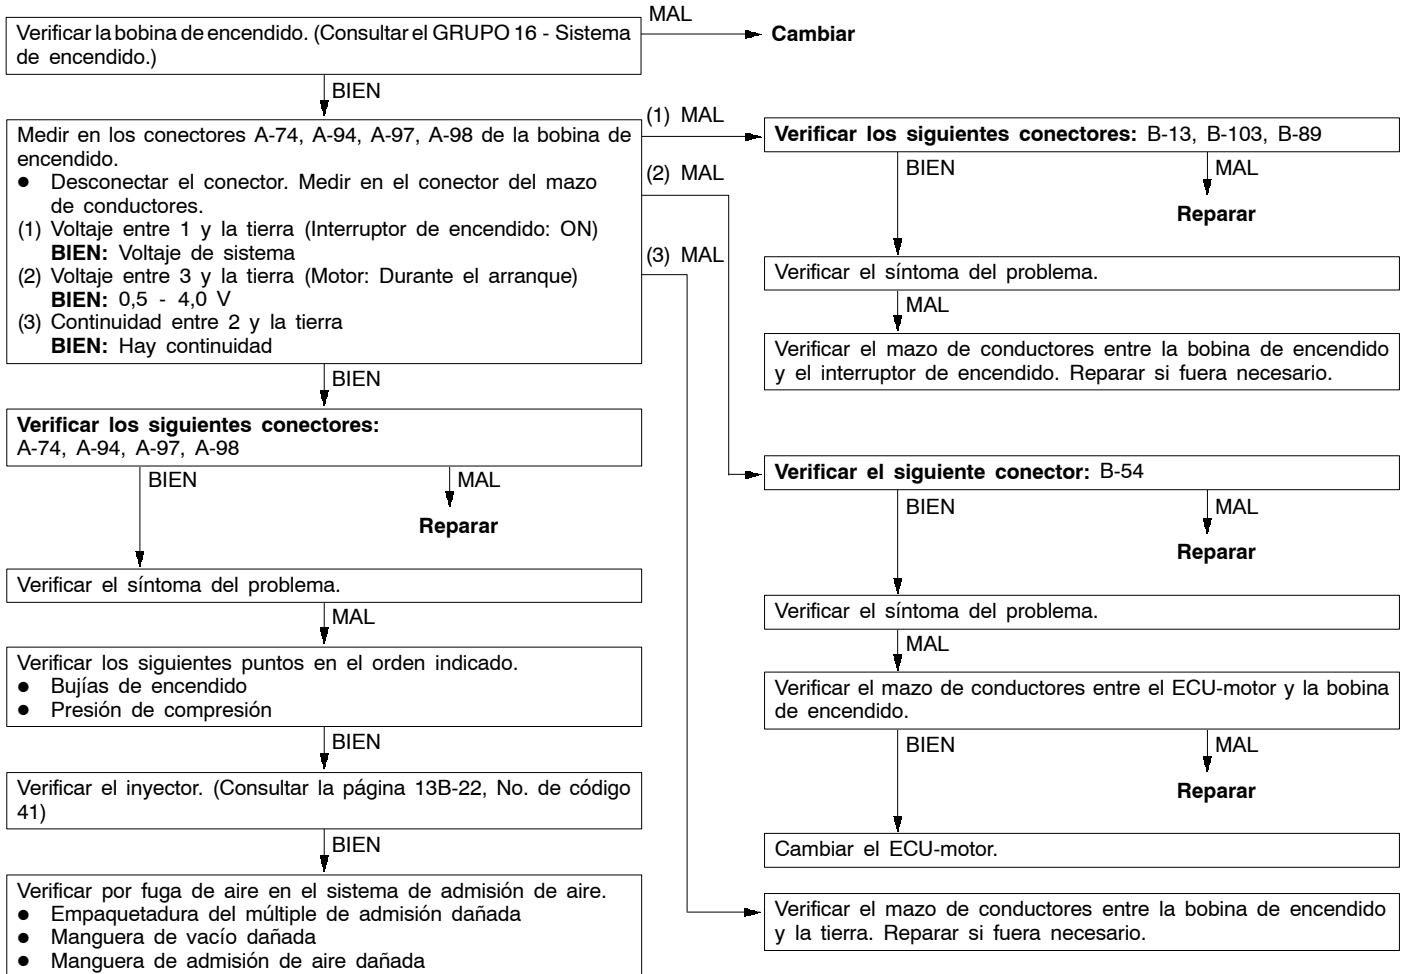 Verificar la bobina de encendido. (Consultar el GRUPO 16 - Sistema
de encendido.)
MAL
Cambiar
BIEN
Medir en los conectores A-74, A-94, A-97, A-98 de la bobina de
encendido.
● Desconectar el conector. Medir en el conector del mazo
de conductores.
(1) Voltaje entre 1 y la tierra (Interruptor de encendido: ON)
BIEN: Voltaje de sistema
(2) Voltaje entre 3 y la tierra (Motor: Durante el arranque)
BIEN: 0,5 - 4,0 V
(3) Continuidad entre 2 y la tierra
BIEN: Hay continuidad
(1) MAL
(2) MAL
(3) MAL
BIEN
Verificar los siguientes conectores:
A-74, A-94, A-97, A-98
BIEN
MAL
Reparar
Verificar el síntoma del problema.
MAL
Verificar los siguientes puntos en el orden indicado.
● Bujías de encendido
● Presión de compresión
BIEN
Verificar el inyector. (Consultar la página 13B-22, No. de código
41)
BIEN
Verificar por fuga de aire en el sistema de admisión de aire.
● Empaquetadura del múltiple de admisión dañada
● Manguera de vacío dañada
● Manguera de admisión de aire dañada
Verificar los siguientes conectores: B-13, B-103, B-89
BIEN
MAL
Reparar
Verificar el síntoma del problema.
MAL
Verificar el mazo de conductores entre la bobina de encendido
y el interruptor de encendido. Reparar si fuera necesario.
Verificar el siguiente conector: B-54
BIEN
MAL
Reparar
Verificar el síntoma del problema.
MAL
Verificar el mazo de conductores entre el ECU-motor y la bobina
de encendido.
BIEN
MAL
Reparar
Cambiar el ECU-motor.
Verificar el mazo de conductores entre la bobina de encendido
y la tierra. Reparar si fuera necesario.